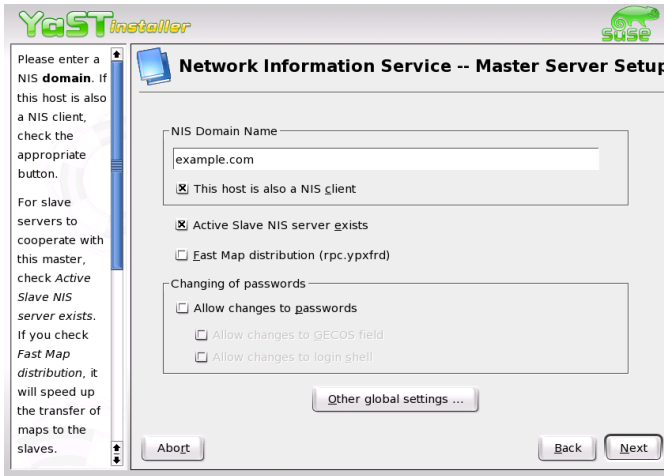 YaST installer
SUSE
Please enter a
NIS domain. If
this host is also
a NIS client,
check the
appropriate
button.
For slave
servers to
cooperate with
this master,
check Active
Slave NIS
server exists.
If you check
Fast Map
distribution, it
will speed up
the transfer of
maps to the
slaves.
Network Information Service -- Master Server Setup
NIS Domain Name
example.com
This host is also a NIS client
Active Slave NIS server exists
Fast Map distribution (rpc.ypxfrd)
Changing of passwords
Allow changes to passwords
Allow changes to GECOS field
Allow changes to login shell
Other global settings ...
Abort
Back
Next